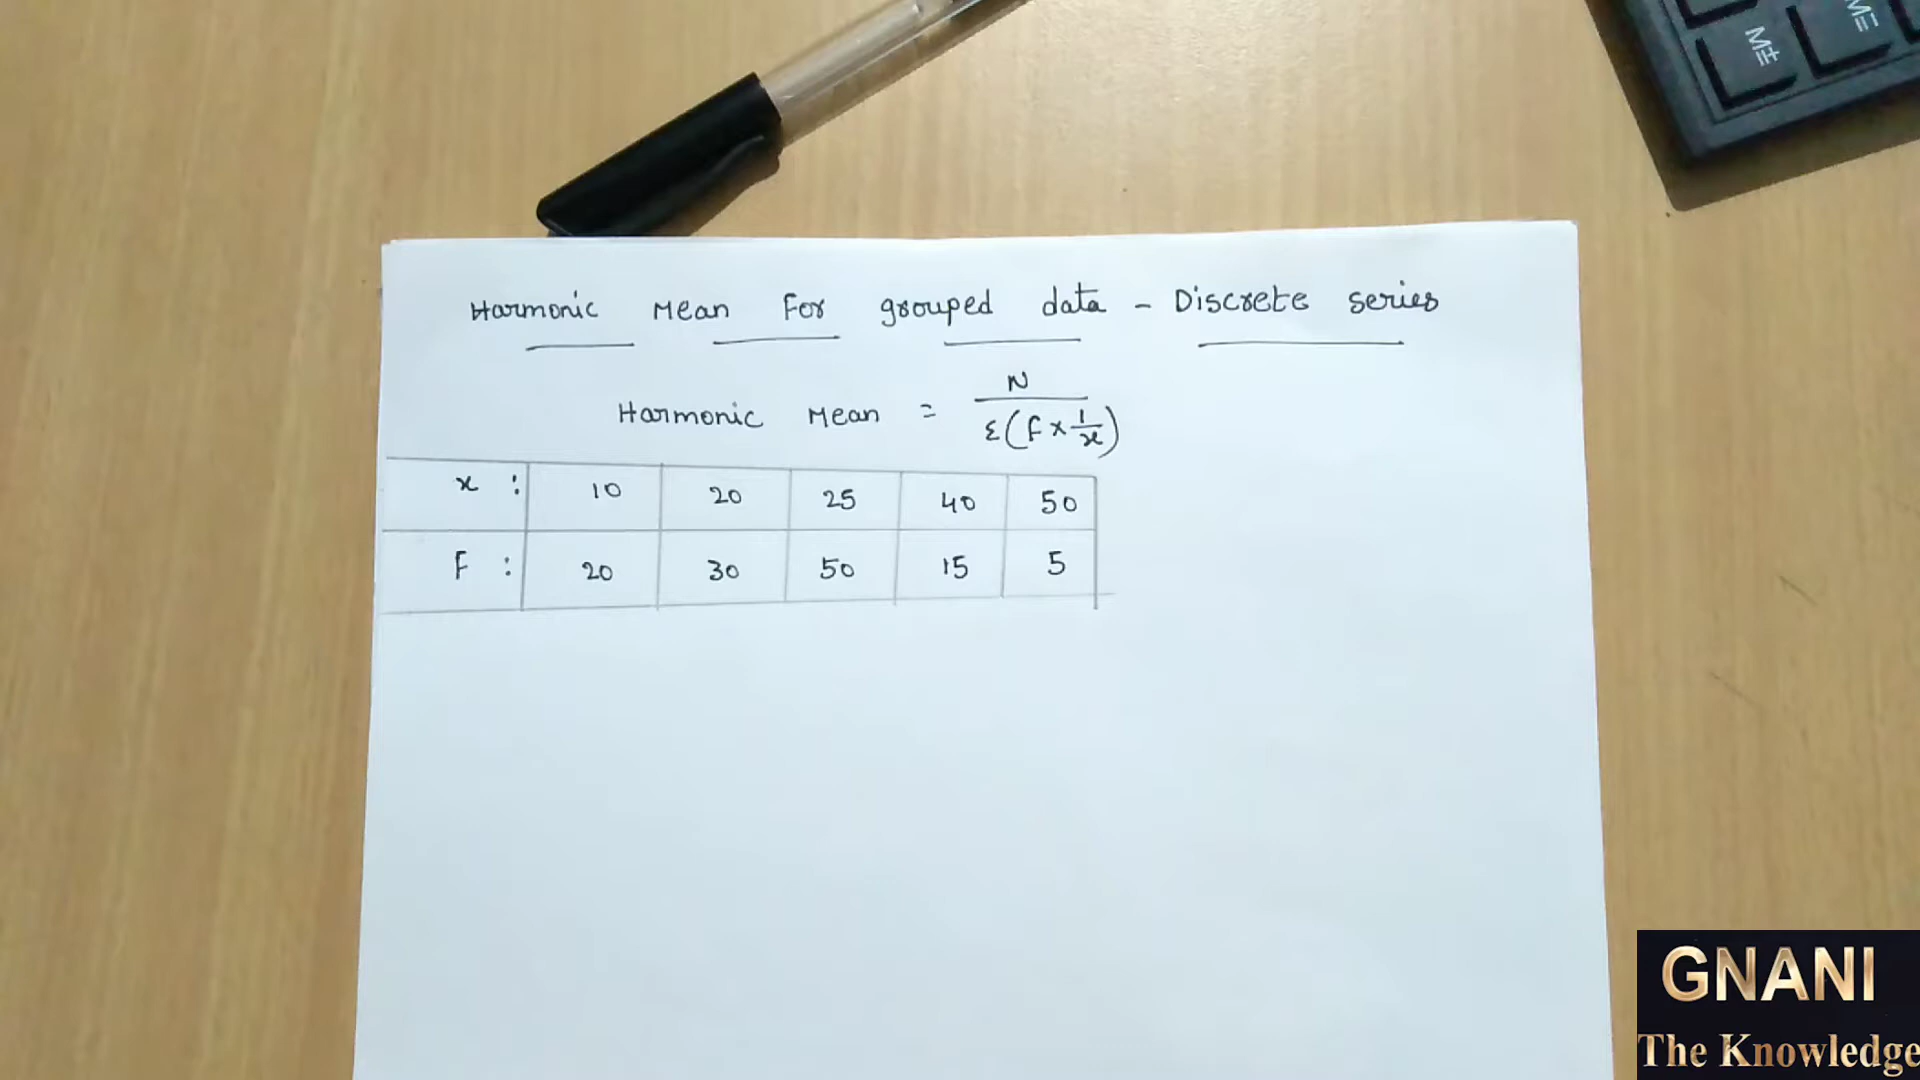 Harmonic Mean For grouped data - Discrete series
Harmonic Mean = N / Σ(F × 1/x)
x : 10 20 25 40 50
F : 20 30 50 15 5
M±
M=
GNANI
The Knowledge